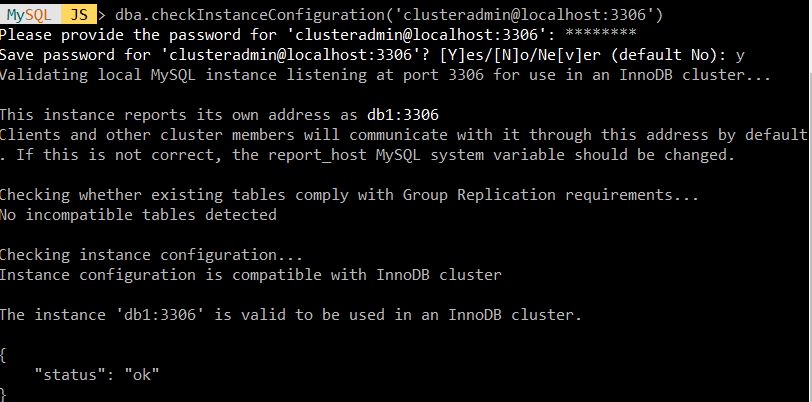 MySQL JS > dba.checkInstanceConfiguration('clusteradmin@localhost:3306')
Please provide the password for 'clusteradmin@localhost:3306': ********
Save password for 'clusteradmin@localhost:3306'? [Y]es/[N]o/Ne[v]er (default No): y
Validating local MySQL instance listening at port 3306 for use in an InnoDB cluster...

This instance reports its own address as db1:3306
Clients and other cluster members will communicate with it through this address by default
. If this is not correct, the report_host MySQL system variable should be changed.

Checking whether existing tables comply with Group Replication requirements...
No incompatible tables detected

Checking instance configuration...
Instance configuration is compatible with InnoDB cluster

The instance 'db1:3306' is valid to be used in an InnoDB cluster.

{
    "status": "ok"
}